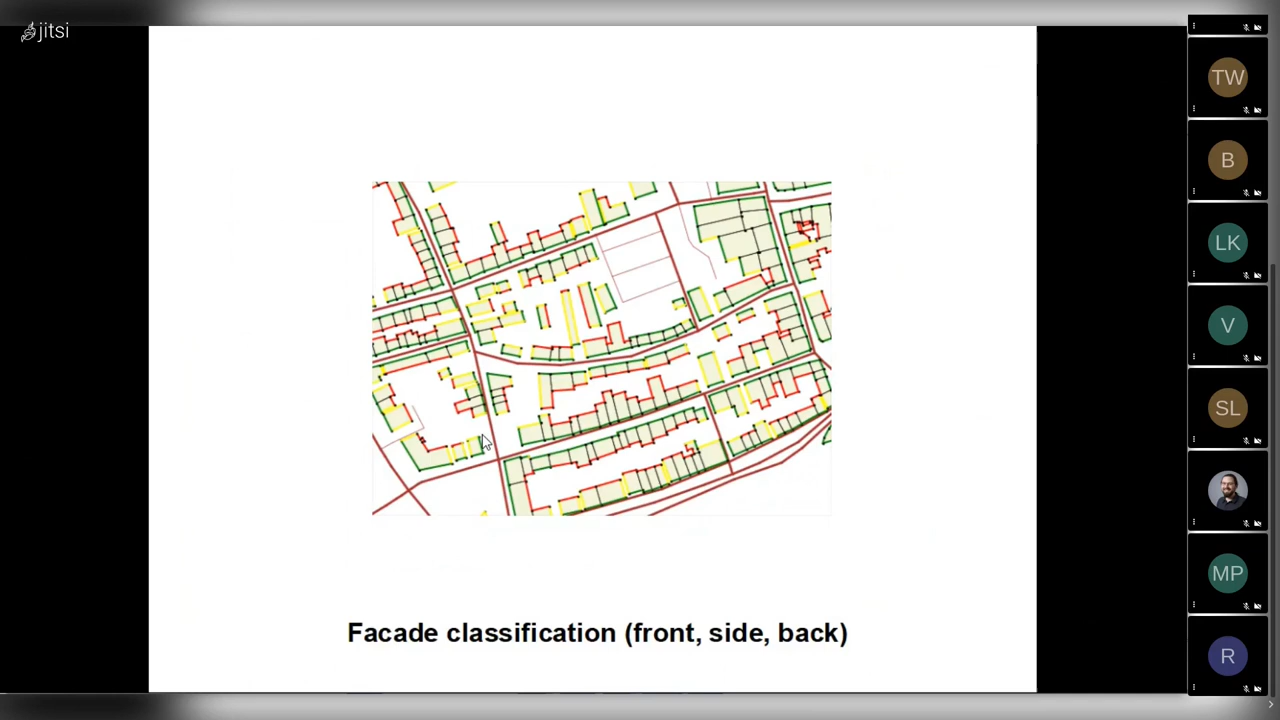 jitsi
TW
B
LK
V
SL
MP
R
Facade classification (front, side, back)